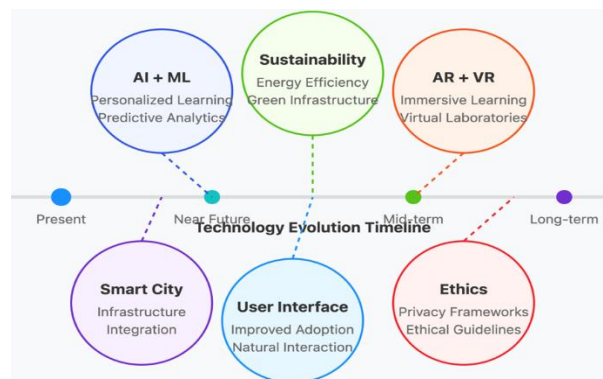 Sustainability
Energy Efficiency
Green Infrastructure
AI + ML
Personalized Learning
Predictive Analytics
AR + VR
Immersive Learning
Virtual Laboratories
Present
Near Future
Mid-term
Long-term
Technology Evolution Timeline
Smart City
Infrastructure
Integration
User Interface
Improved Adoption
Natural Interaction
Ethics
Privacy Frameworks
Ethical Guidelines